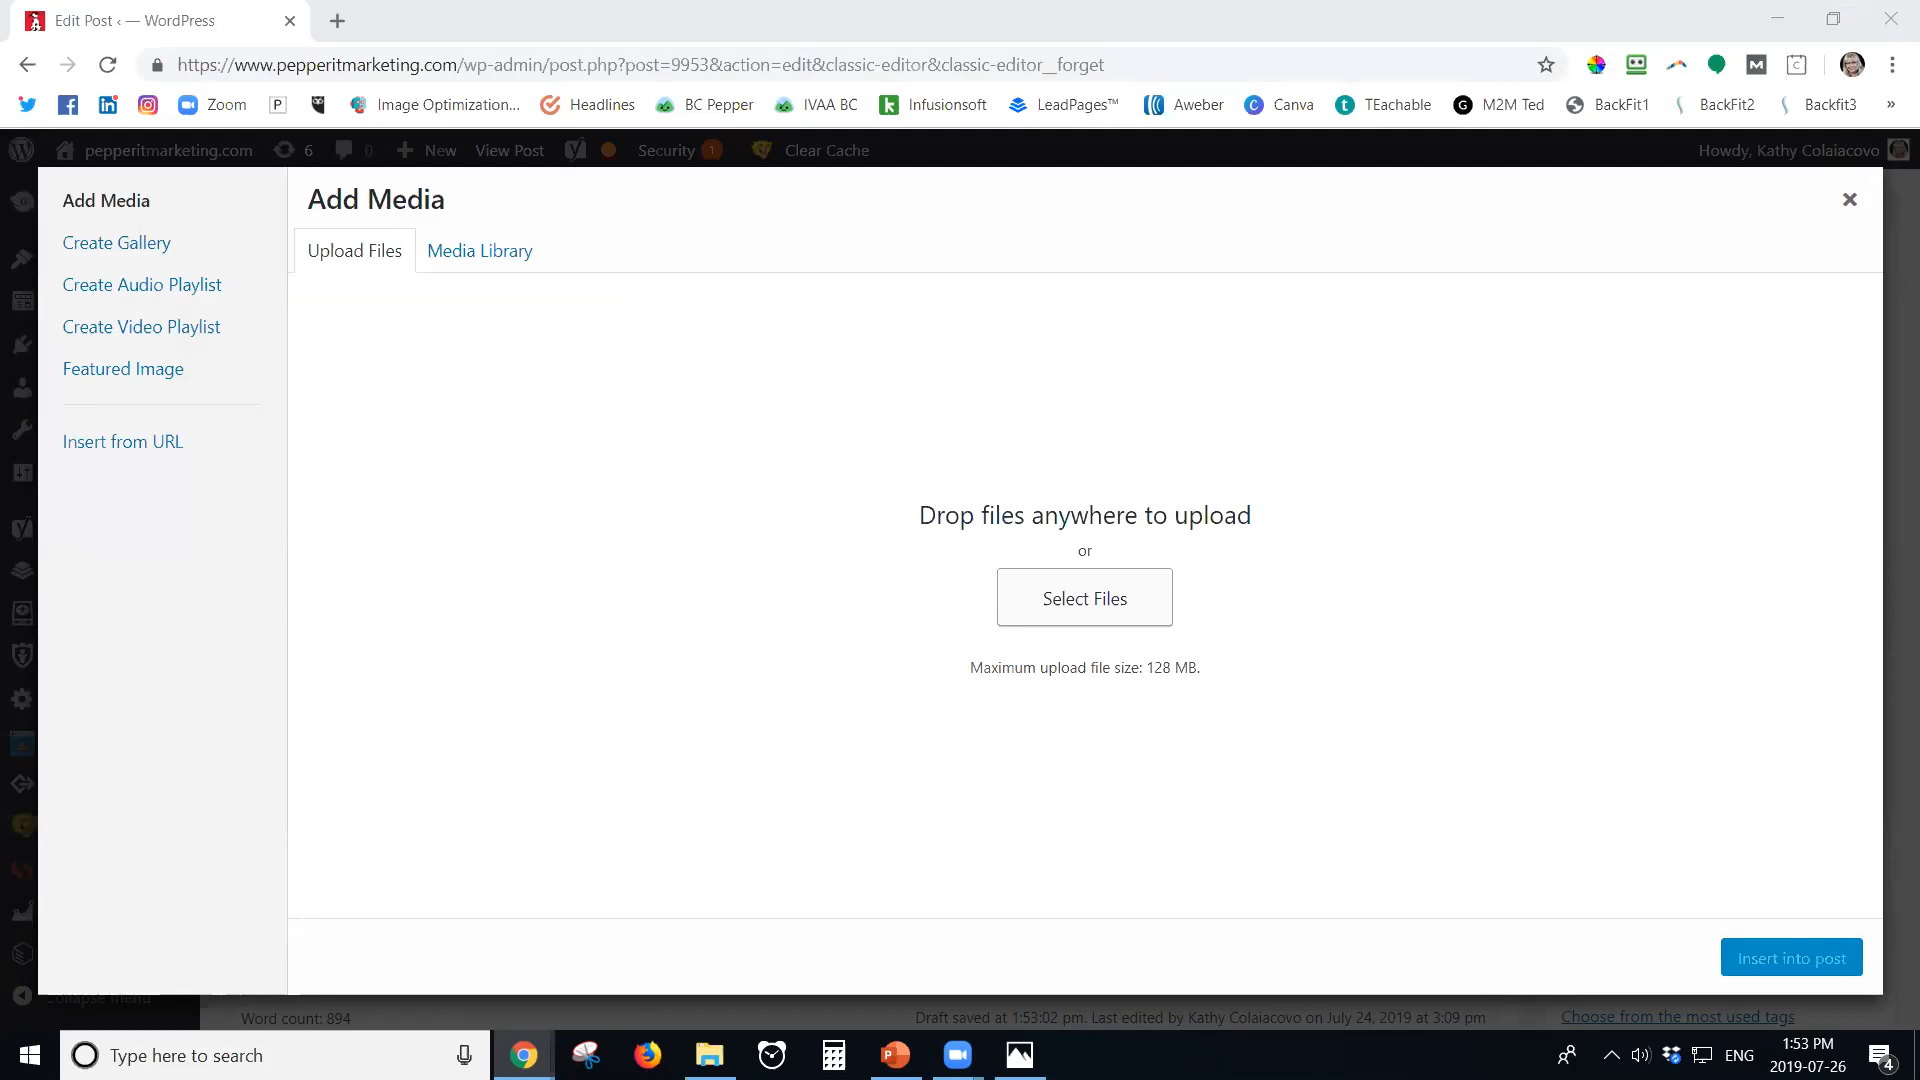 Edit Post ‹ — WordPress
https://www.pepperitmarketing.com/wp-admin/post.php?post=9953&action=edit&classic-editor&classic-editor__forget
Zoom P Image Optimization... Headlines BC Pepper IVAA BC Infusionsoft LeadPages™ Aweber Canva TEachable M2M Ted BackFit1 BackFit2 Backfit3 »
pepperitmarketing.com 6 0 New View Post Security 1 Clear Cache Howdy, Kathy Colaiacovo
Add Media
Create Gallery
Create Audio Playlist
Create Video Playlist
Featured Image
Insert from URL
Add Media
Upload Files Media Library
Drop files anywhere to upload
or
Select Files
Maximum upload file size: 128 MB.
Insert into post
Collapse menu
Word count: 894 Draft saved at 1:53:02 pm. Last edited by Kathy Colaiacovo on July 24, 2019 at 3:09 pm Choose from the most used tags
Type here to search ENG 1:53 PM
2019-07-26 4